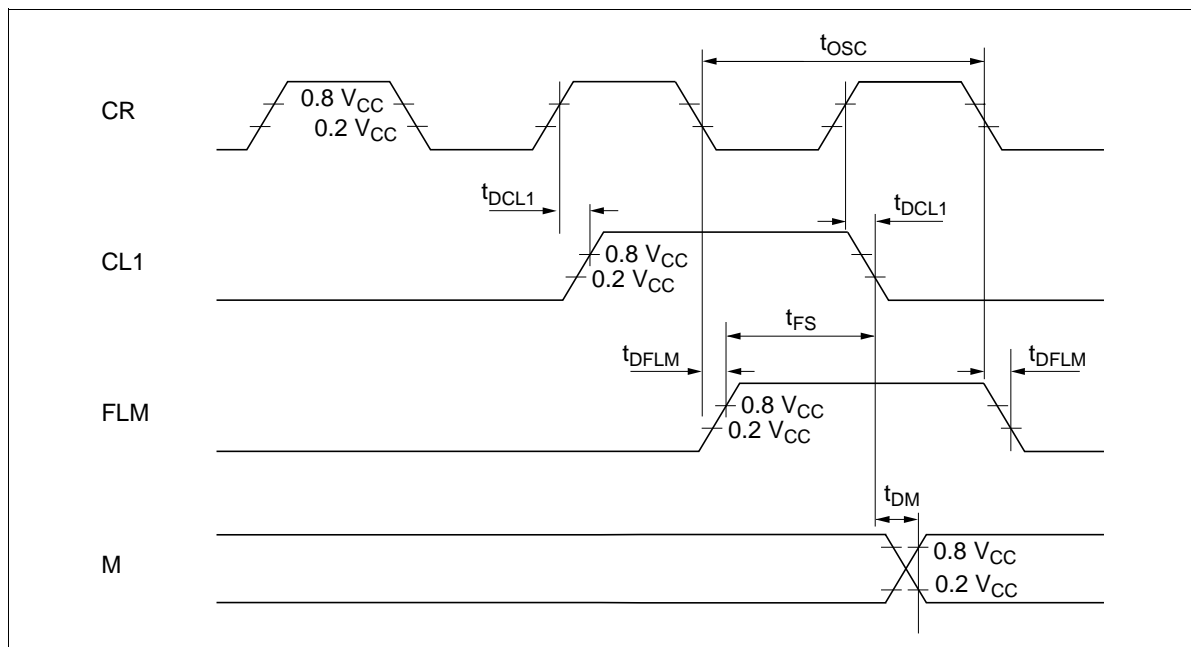 tOSC
CR
0.8 VCC
0.2 VCC
tDCL1
tDCL1
CL1
0.8 VCC
0.2 VCC
tFS
tDFLM
tDFLM
FLM
0.8 VCC
0.2 VCC
tDM
M
0.8 VCC
0.2 VCC